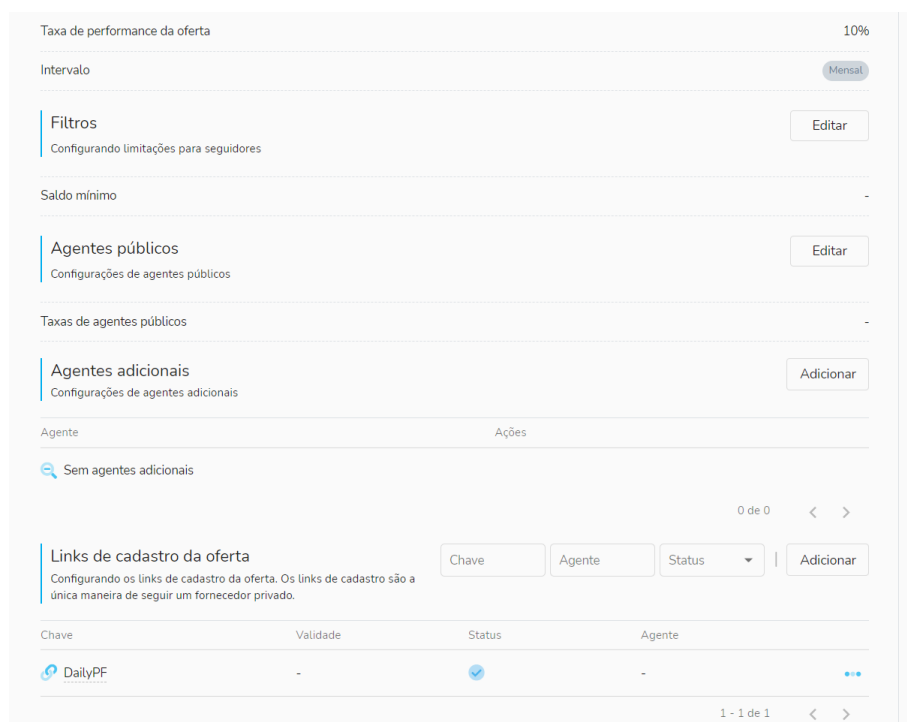 Taxa de performance da oferta 10%
Intervalo Mensal
Filtros Editar
Configurando limitações para seguidores
Saldo mínimo -
Agentes públicos Editar
Configurações de agentes públicos
Taxas de agentes públicos -
Agentes adicionais Adicionar
Configurações de agentes adicionais
Agente Ações
Sem agentes adicionais
0 de 0
Links de cadastro da oferta Chave Agente Status | Adicionar
Configurando os links de cadastro da oferta. Os links de cadastro são a
única maneira de seguir um fornecedor privado.
Chave Validade Status Agente
DailyPF - -
1 - 1 de 1